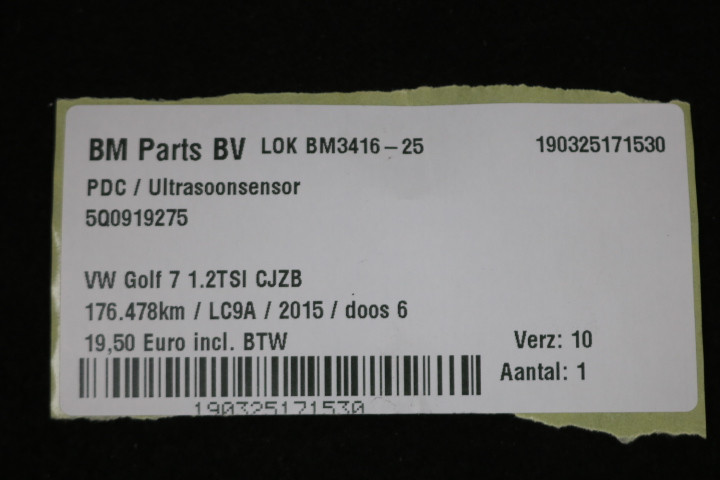 BM Parts BV LOK BM3416-25 190325171530
PDC / Ultrasoonsensor
5Q0919275
VW Golf 7 1.2TSI CJZB
176.478km / LC9A / 2015 / doos 6
19,50 Euro incl. BTW Verz: 10
Aantal: 1
190325171530